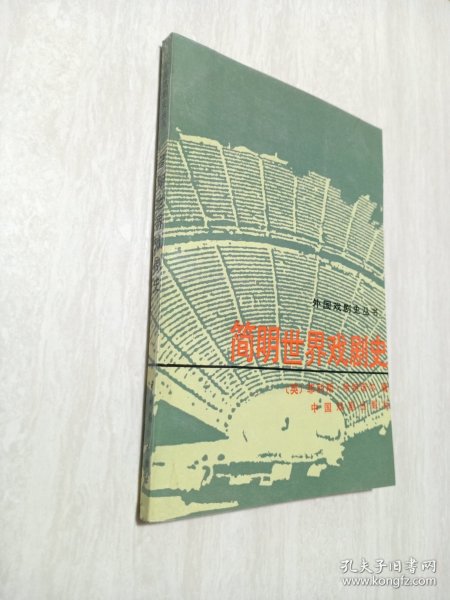 外国戏剧史丛书
简明世界戏剧史
（英）
中国戏剧出版社
孔夫子旧书网
www.kongfz.com